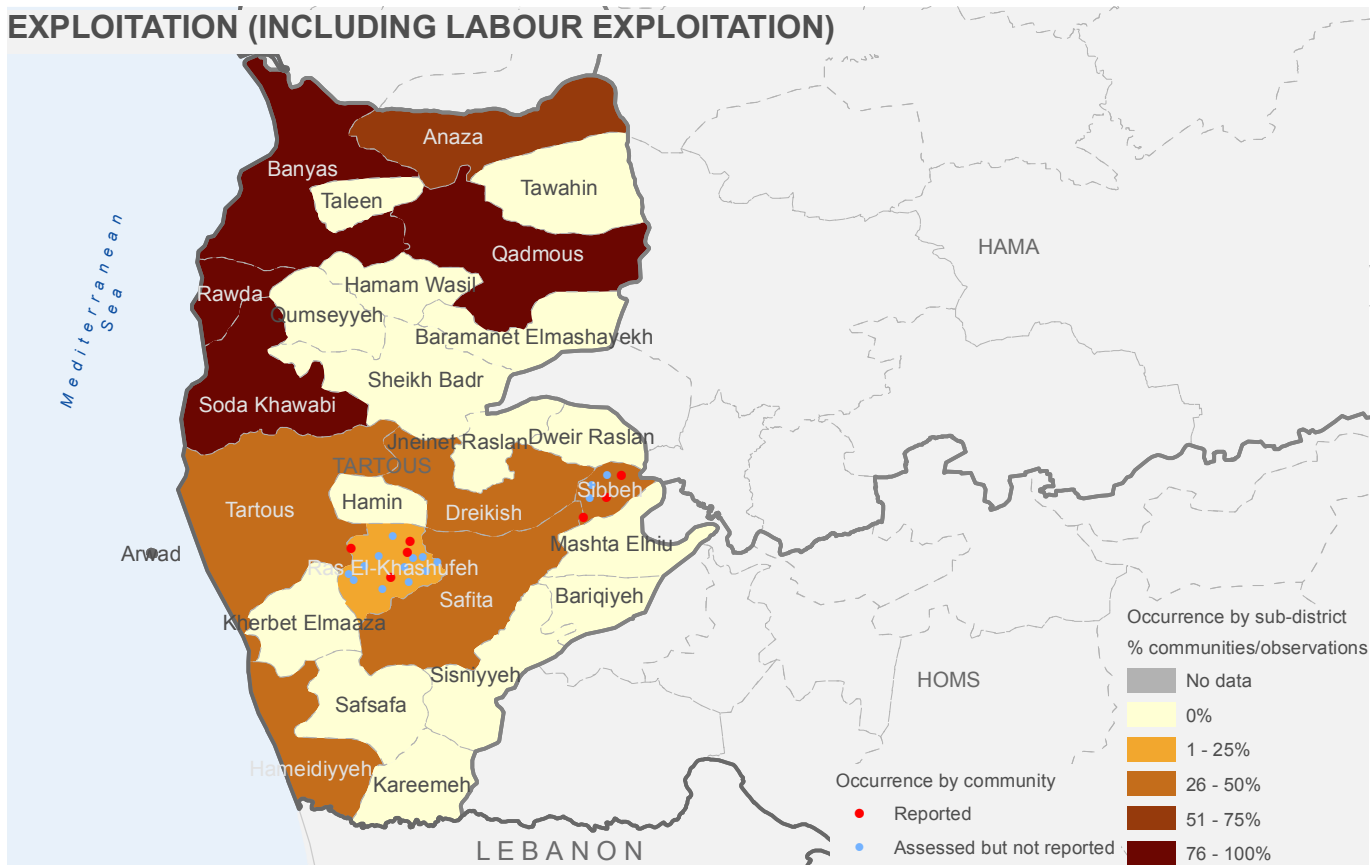 EXPLOITATION (INCLUDING LABOUR EXPLOITATION)
Anaza
Banyas
Taleen
Tawahin
Mediterranean
Sea
Qadmous
HAMA
Hamam Wasil
Rawda
Qumseyyeh
Baramanet Elmashayekh
Sheikh Badr
Soda Khawabi
Jneinet Raslan
Dweir Raslan
TARTOUS
Sibbeh
Hamin
Tartous
Dreikish
Mashta Elhiu
Arwad
Ras El-Khashufeh
Safita
Bariqiyeh
Kherbet Elmaaza
Sisniyyeh
HOMS
Safsafa
Hameidiyyeh
Kareemeh
LEBANON
Occurrence by sub-district
% communities/observations
No data
0%
1 - 25%
26 - 50%
51 - 75%
76 - 100%
Occurrence by community
Reported
Assessed but not reported